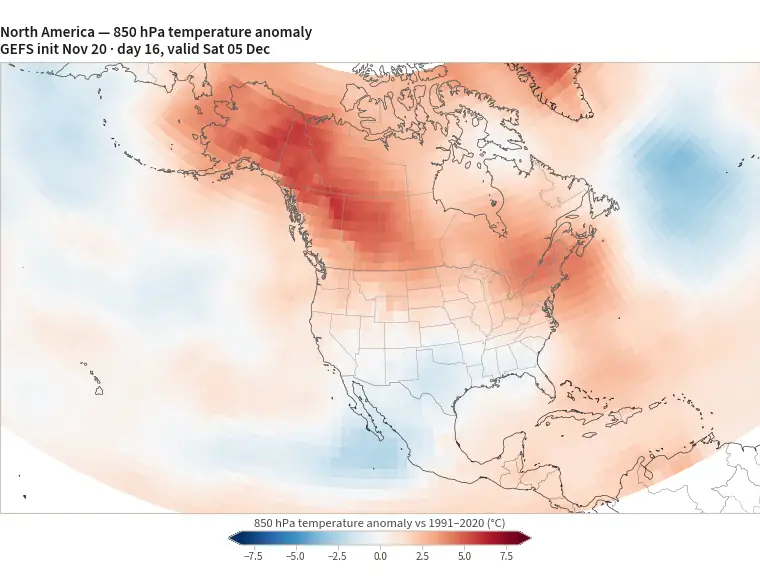 North America — 850 hPa temperature anomaly
GEFS init Nov 20 · day 16, valid Sat 05 Dec
850 hPa temperature anomaly vs 1991–2020 (°C)
−7.5 −5.0 −2.5 0.0 2.5 5.0 7.5